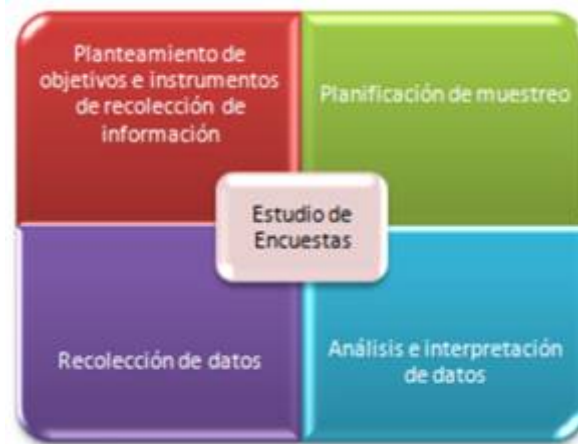 Planteamiento de
objetivos e instrumentos
de recolección de
información
Planificación de muestreo
Estudio de
Encuestas
Recolección de datos
Análisis e interpretación
de datos